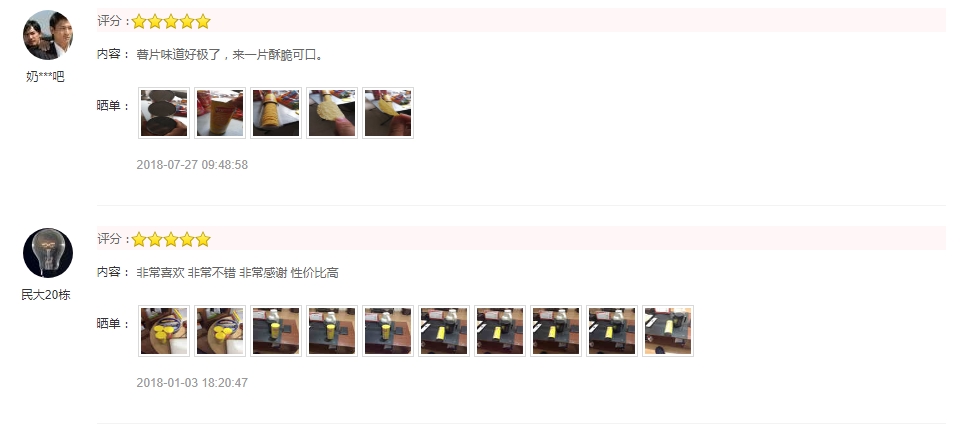 评分：
内容： 薯片味道好极了，来一片酥脆可口。
奶***吧
晒单：
2018-07-27 09:48:58
评分：
内容： 非常喜欢 非常不错 非常感谢 性价比高
民大20栋
晒单：
2018-01-03 18:20:47